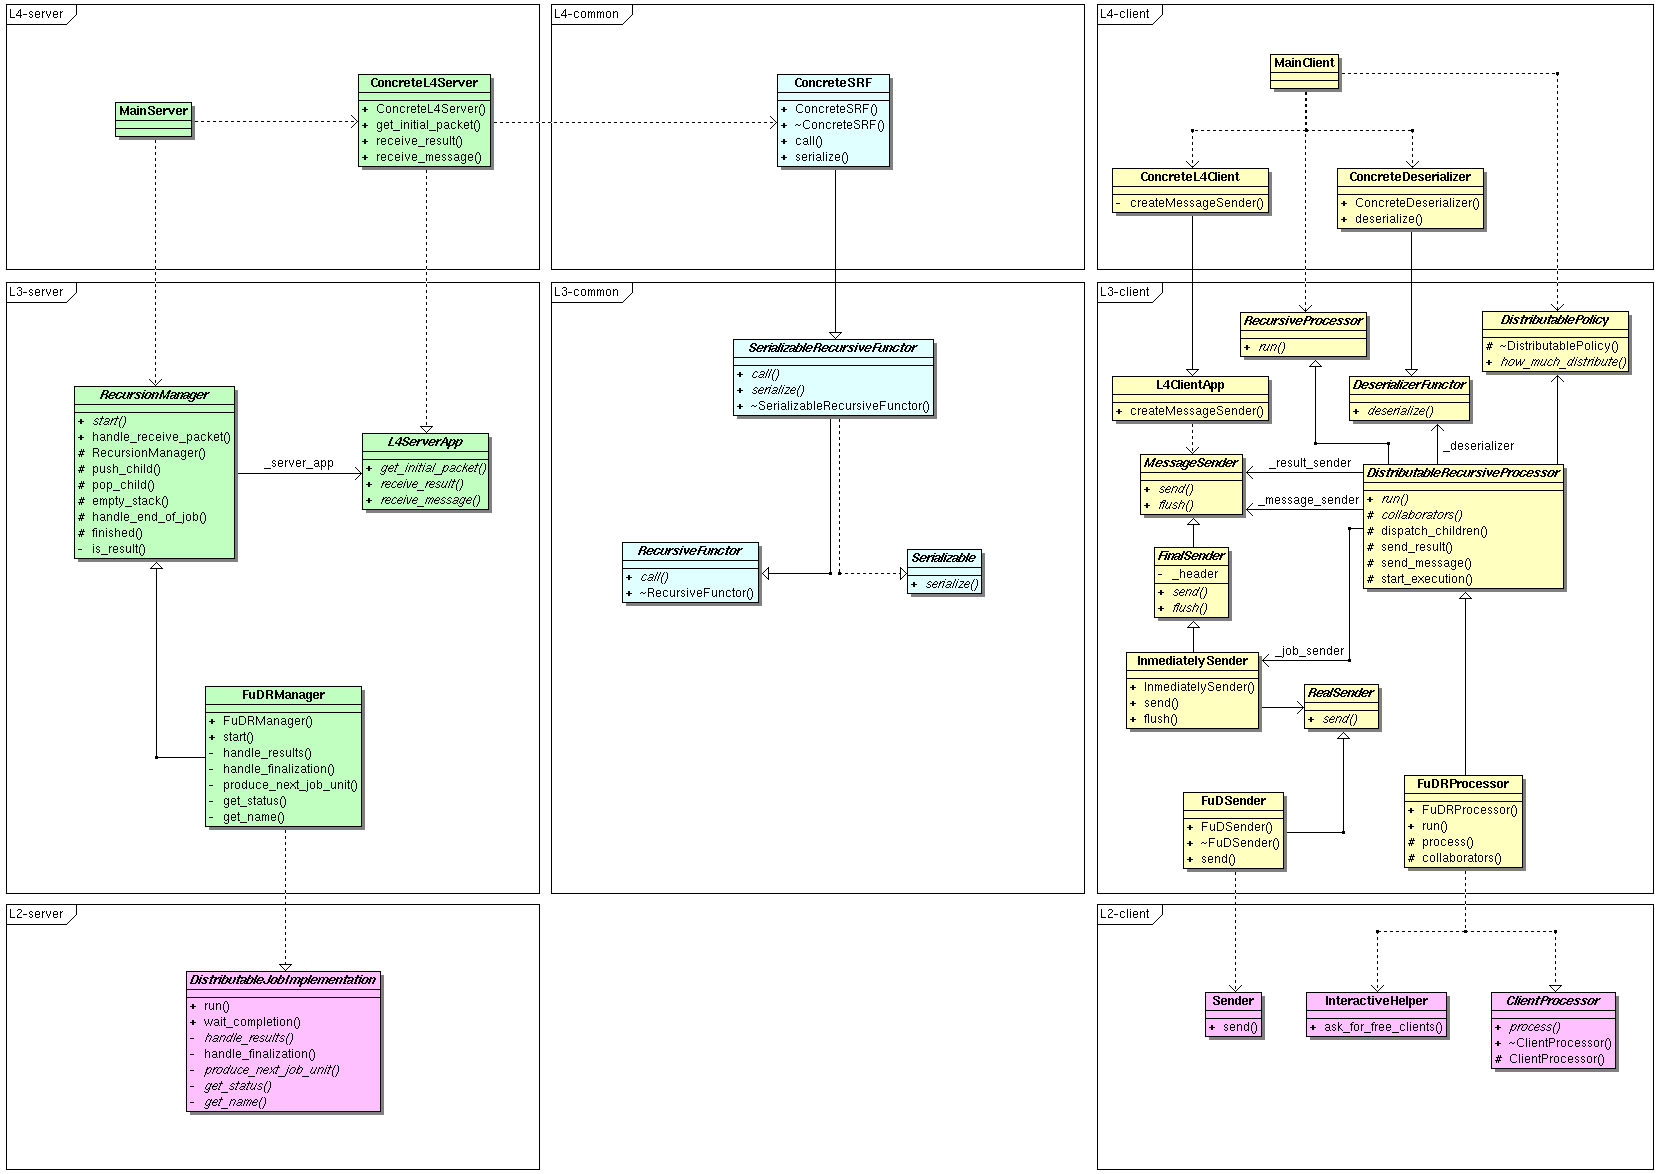 L4-server
MainServer
ConcreteL4Server
+ ConcreteL4Server()
+ get_initial_packet()
+ receive_result()
+ receive_message()
L4-common
ConcreteSRF
+ ConcreteSRF()
+ ~ConcreteSRF()
+ call()
+ serialize()
L4-client
MainClient
ConcreteL4Client
- createMessageSender()
ConcreteDeserializer
+ ConcreteDeserializer()
+ deserialize()
L3-server
RecursionManager
+ start()
+ handle_receive_packet()
# RecursionManager()
# push_child()
# pop_child()
# empty_stack()
# handle_end_of_job()
# finished()
- is_result()
_server_app
L4ServerApp
+ get_initial_packet()
+ receive_result()
+ receive_message()
FuDRManager
+ FuDRManager()
+ start()
- handle_results()
- handle_finalization()
- produce_next_job_unit()
- get_status()
- get_name()
L3-common
SerializableRecursiveFunctor
+ call()
+ serialize()
+ ~SerializableRecursiveFunctor()
RecursiveFunctor
+ call()
+ ~RecursiveFunctor()
Serializable
+ serialize()
L3-client
RecursiveProcessor
+ run()
DistributablePolicy
# ~DistributablePolicy()
+ how_much_distribute()
L4ClientApp
+ createMessageSender()
DeserializerFunctor
+ deserialize()
_deserializer
MessageSender
+ send()
+ flush()
_result_sender
_message_sender
DistributableRecursiveProcessor
+ run()
# collaborators()
# dispatch_children()
# send_result()
# send_message()
# start_execution()
FinalSender
- _header
+ send()
+ flush()
_job_sender
InmediatelySender
+ InmediatelySender()
+ send()
+ flush()
RealSender
+ send()
FuDSender
+ FuDSender()
+ ~FuDSender()
+ send()
FuDRProcessor
+ FuDRProcessor()
+ run()
# process()
# collaborators()
L2-server
DistributableJobImplementation
+ run()
+ wait_completion()
- handle_results()
- handle_finalization()
- produce_next_job_unit()
- get_status()
- get_name()
L2-client
Sender
+ send()
InteractiveHelper
+ ask_for_free_clients()
ClientProcessor
+ process()
+ ~ClientProcessor()
# ClientProcessor()